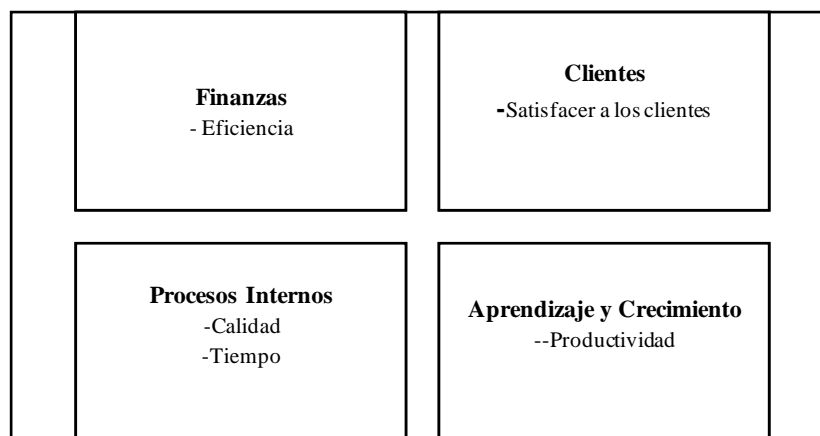 Finanzas
- Eficiencia
Clientes
-Satisfacer a los clientes
Procesos Internos
-Calidad
-Tiempo
Aprendizaje y Crecimiento
--Productividad